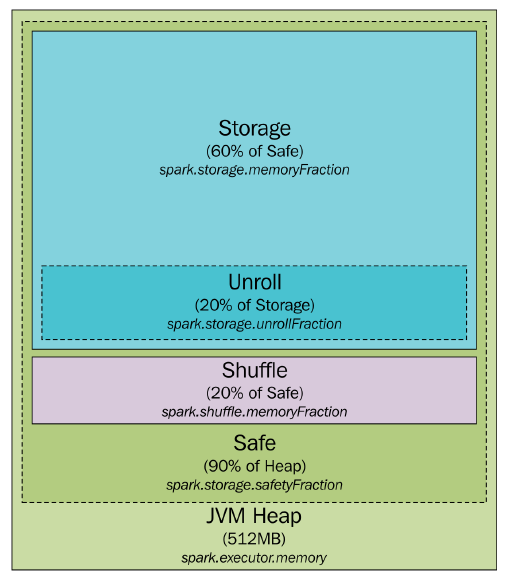 Storage
(60% of Safe)
spark.storage.memoryFraction
Unroll
(20% of Storage)
spark.storage.unrollFraction
Shuffle
(20% of Safe)
spark.shuffle.memoryFraction
Safe
(90% of Heap)
spark.storage.safetyFraction
JVM Heap
(512MB)
spark.executor.memory